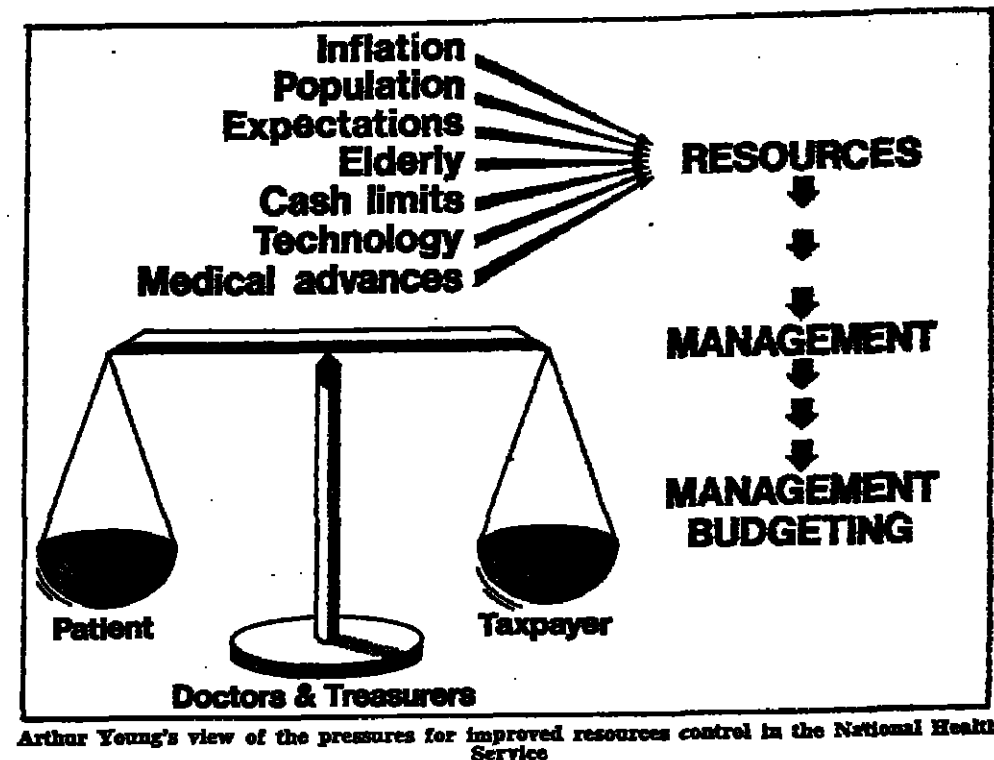 Inflation
Population
Expectations
Elderly
Cash limits
Technology
Medical advances
RESOURCES
MANAGEMENT
MANAGEMENT
BUDGETING
Patient
Taxpayer
Doctors & Treasurers
Arthur Young's view of the pressures for improved resources control in the National Health
Service